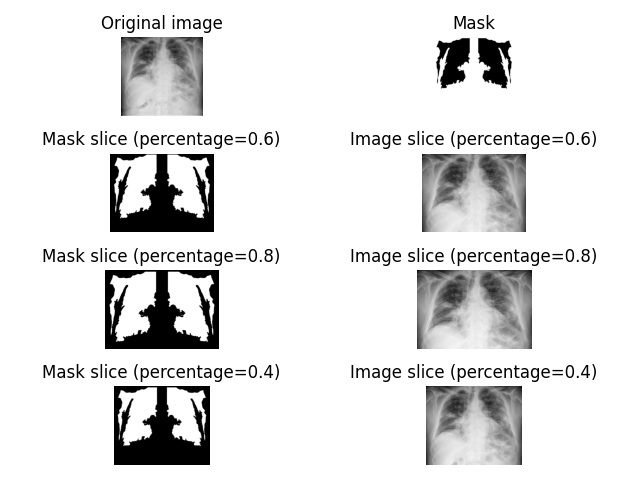 Original image
Mask
Mask slice (percentage=0.6)
Image slice (percentage=0.6)
Mask slice (percentage=0.8)
Image slice (percentage=0.8)
Mask slice (percentage=0.4)
Image slice (percentage=0.4)